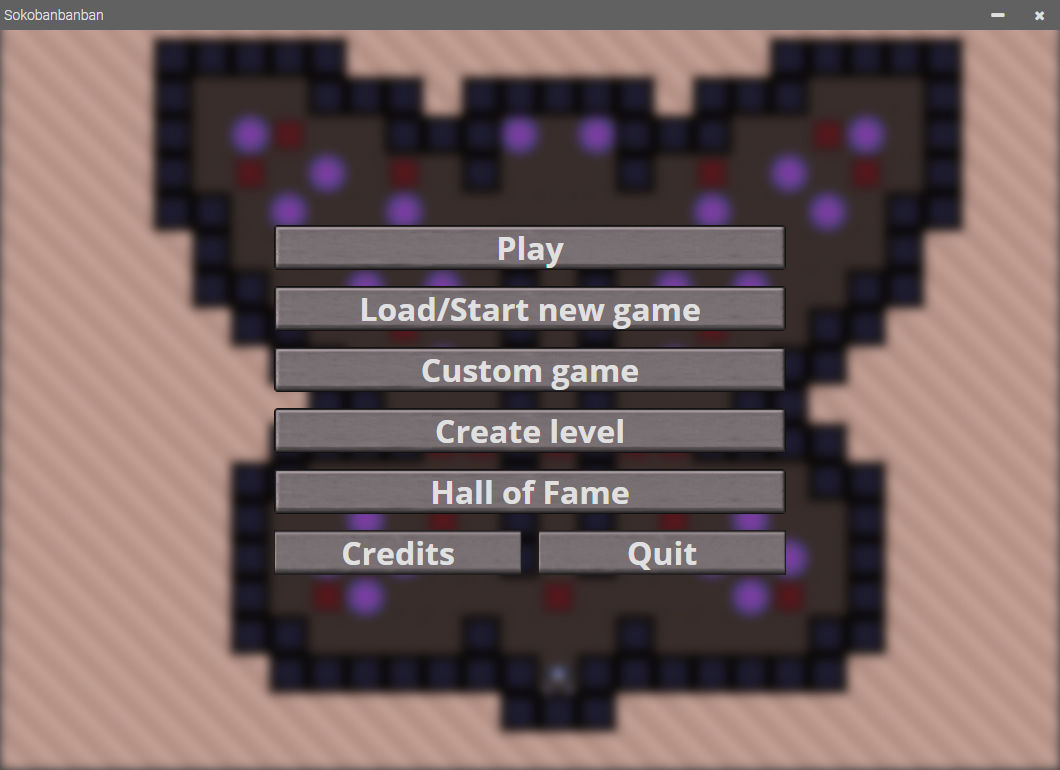 Sokobanbanban
Play
Load/Start new game
Custom game
Create level
Hall of Fame
Credits
Quit